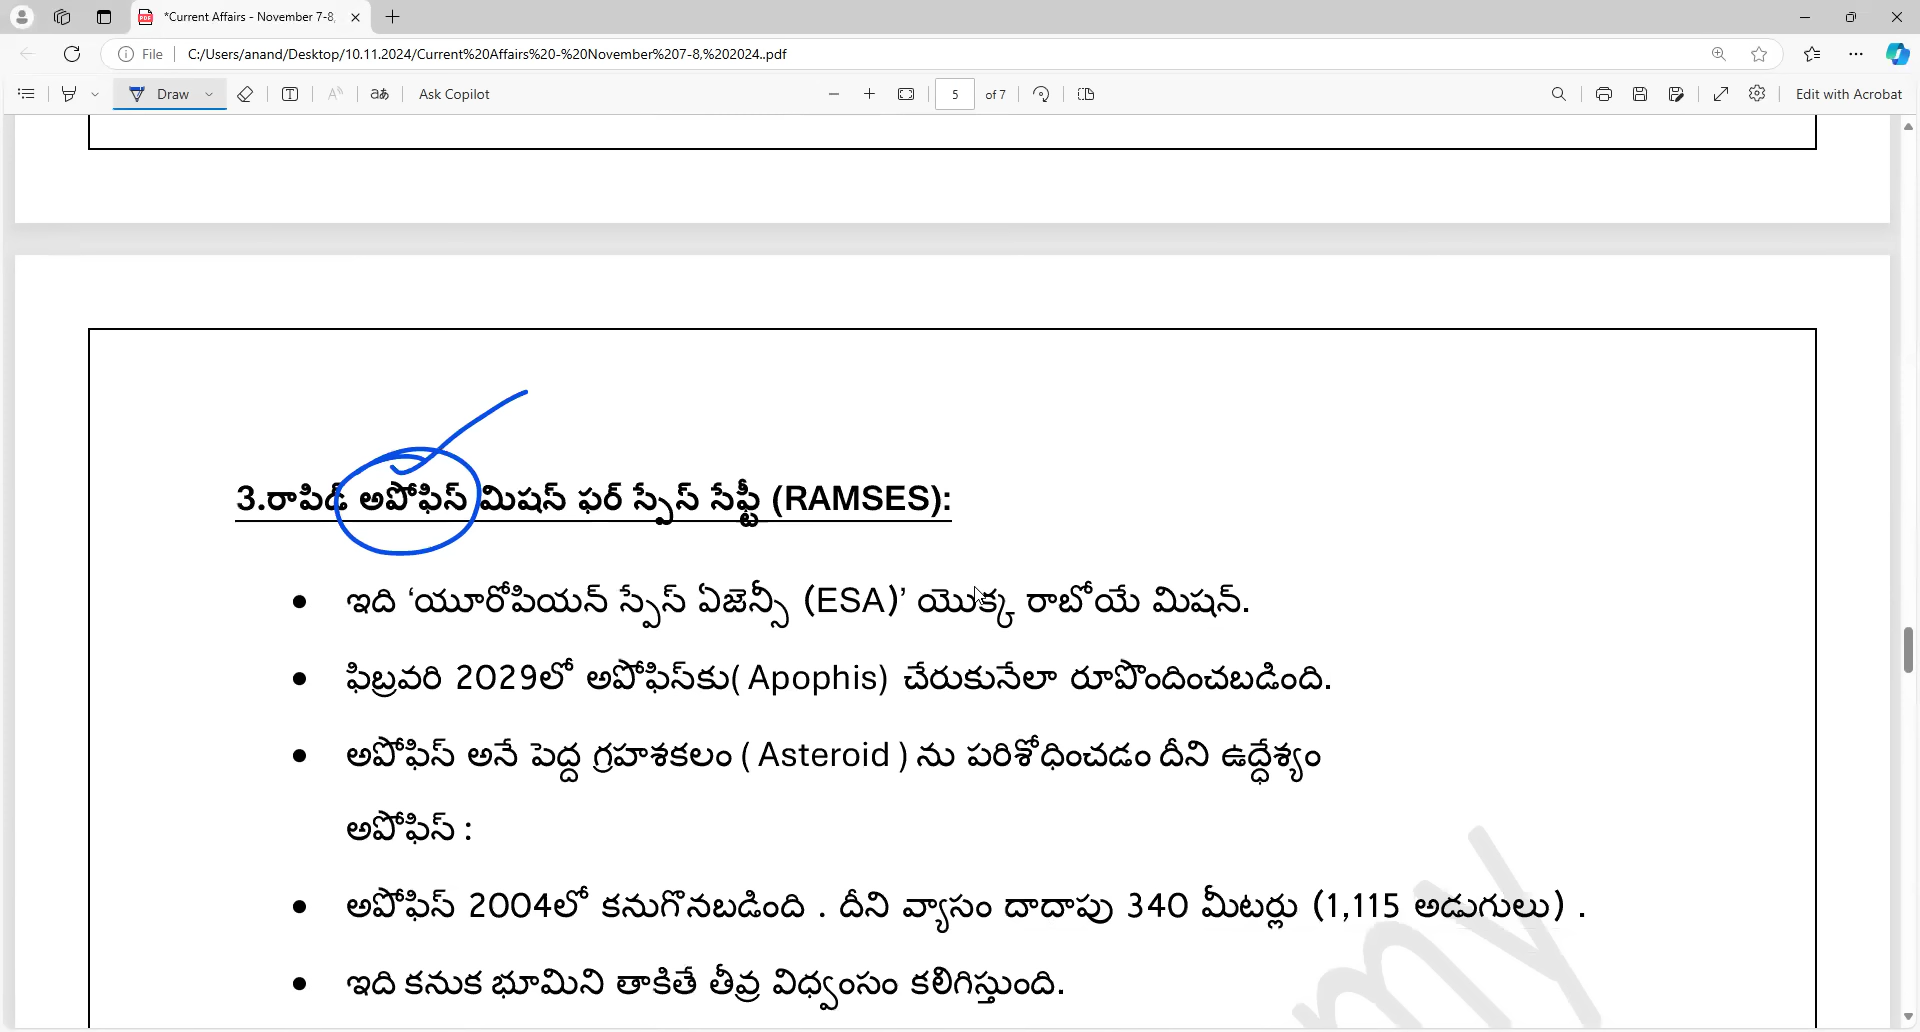 *Current Affairs - November 7-8,
File
C:/Users/anand/Desktop/10.11.2024/Current%20Affairs%20-%20November%207-8,%202024..pdf
Draw
Ask Copilot
5 of 7
Edit with Acrobat
3.రాపిడ్ అపోఫిస్ మిషన్ ఫర్ స్పేస్ సేఫ్టీ (RAMSES):
• ఇది ‘యూరోపియన్ స్పేస్ ఏజెన్సీ (ESA)’ యొక్క రాబోయే మిషన్.
• ఫిబ్రవరి 2029లో అపోఫిస్‌కు( Apophis) చేరుకునేలా రూపొందించబడింది.
• అపోఫిస్ అనే పెద్ద గ్రహశకలం ( Asteroid ) ను పరిశోధించడం దీని ఉద్ధేశ్యం
అపోఫిస్ :
• అపోఫిస్ 2004లో కనుగొనబడింది . దీని వ్యాసం దాదాపు 340 మీటర్లు (1,115 అడుగులు) .
• ఇది కనుక భూమిని తాకితే తీవ్ర విధ్వంసం కలిగిస్తుంది.
my